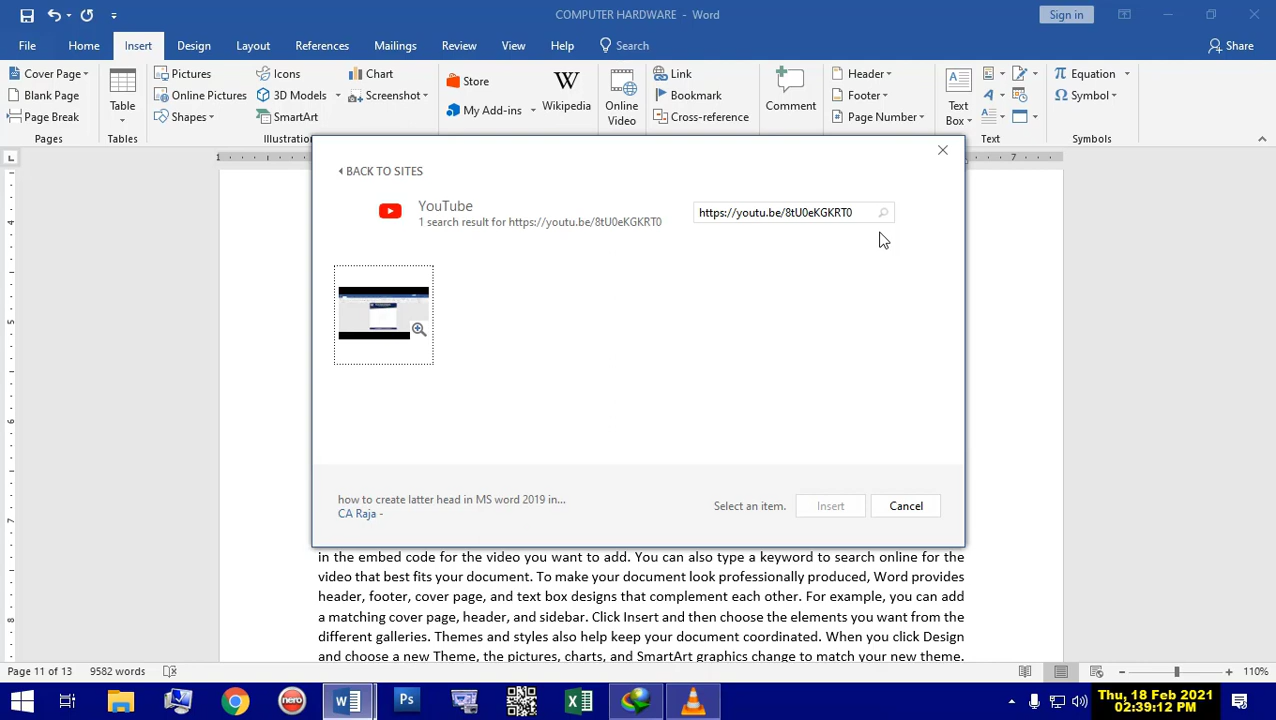 COMPUTER HARDWARE - Word
Sign in
File Home Insert Design Layout References Mailings Review View Help Search Share
Cover Page
Blank Page
Page Break
Pages
Table
Tables
Pictures
Online Pictures
Shapes
Icons
3D Models
SmartArt
Chart
Screenshot
Illustration
Store
My Add-ins
Wikipedia
Online
Video
Link
Bookmark
Cross-reference
Comment
Header
Footer
Page Number
Text
Box
Text
Equation
Symbol
Symbols
1
7
BACK TO SITES
YouTube
1 search result for https://youtu.be/8tU0eKGKRT0
https://youtu.be/8tU0eKGKRT0
4
5
6
7
8
how to create latter head in MS word 2019 in...
CA Raja -
Select an item.
Insert
Cancel
in the embed code for the video you want to add. You can also type a keyword to search online for the
video that best fits your document. To make your document look professionally produced, Word provides
header, footer, cover page, and text box designs that complement each other. For example, you can add
a matching cover page, header, and sidebar. Click Insert and then choose the elements you want from the
different galleries. Themes and styles also help keep your document coordinated. When you click Design
and choose a new Theme, the pictures, charts, and SmartArt graphics change to match your new theme.
Page 11 of 13
9582 words
110%
nero
Ps
Thu, 18 Feb 2021
02:39:12 PM